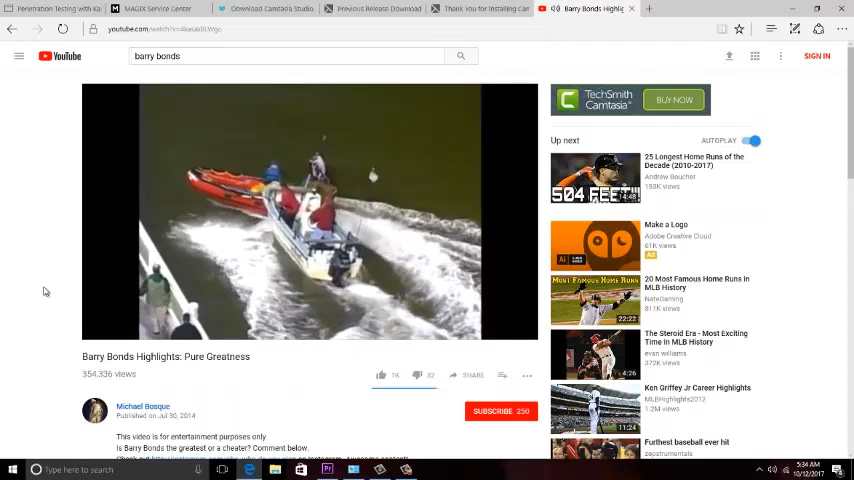 Penetration Testing with Ka
MAGIX Service Center
Download Camtasia Studio
Previous Release Download
Thank You for Installing Cam
Barry Bonds Highlig
youtube.com
YouTube
barry bonds
SIGN IN
TechSmith
Camtasia
BUY NOW
Up next
AUTOPLAY
504 FEET!!
14:48
25 Longest Home Runs of the
Decade (2010-2017)
Andrew Boucher
193K views
Make a Logo
Adobe Creative Cloud
61K views
Ad
MOST FAMOUS HOME RUNS
22:22
20 Most Famous Home Runs in
MLB History
NateGaming
811K views
4:26
The Steroid Era - Most Exciting
Time In MLB History
evan williams
372K views
11:24
Ken Griffey Jr Career Highlights
MLBHighlights2012
1.2M views
Furthest baseball ever hit
zepstrumentals
Barry Bonds Highlights: Pure Greatness
354,336 views
1K
32
SHARE
Michael Bosque
Published on Jul 30, 2014
SUBSCRIBE 250
This video is for entertainment purposes only
Is Barry Bonds the greatest or a cheater? Comment below.
Type here to search
5:34 AM
10/12/2017